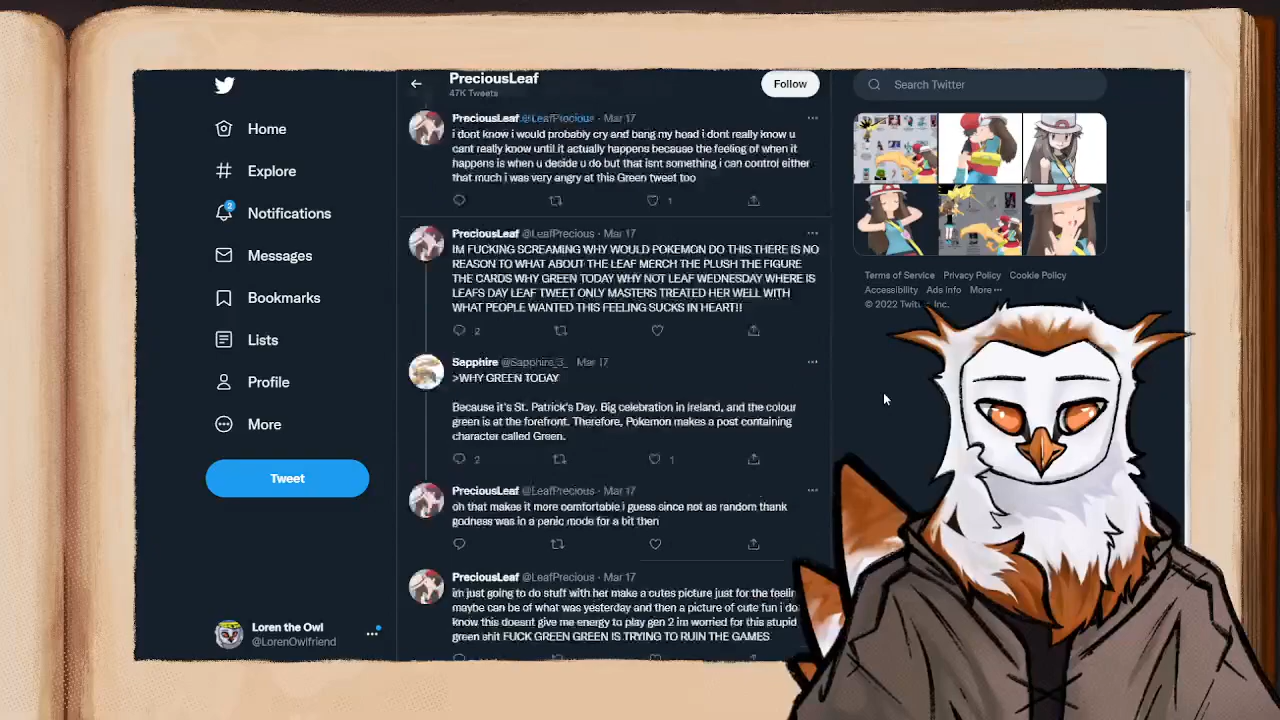 Home
Explore
2
Notifications
Messages
Bookmarks
Lists
Profile
More
Tweet
Loren the Owl
@LorenOwlfriend
PreciousLeaf
47K Tweets
Follow
PreciousLeaf @LeafPrecious · Mar 17
i dont know i would probably cry and bang my head i dont really know u
cant really know until it actually happens because the feeling of when it
happens is when u decide u do but that isnt something i can control either
that much i was very angry at this Green tweet too
1
PreciousLeaf @LeafPrecious · Mar 17
IM FUCKING SCREAMING WHY WOULD POKEMON DO THIS THERE IS NO
REASON TO WHAT ABOUT THE LEAF MERCH THE PLUSH THE FIGURE
THE CARDS WHY GREEN TODAY WHY NOT LEAF WEDNESDAY WHERE IS
LEAFS DAY LEAF TWEET ONLY MASTERS TREATED HER WELL WITH
WHAT PEOPLE WANTED THIS FEELING SUCKS IN HEART!!
2
Sapphire @Sapphire_3_ · Mar 17
>WHY GREEN TODAY
Because it's St. Patrick's Day. Big celebration in Ireland, and the colour
green is at the forefront. Therefore, Pokemon makes a post containing
character called Green.
2 1
PreciousLeaf @LeafPrecious · Mar 17
oh that makes it more comfortable i guess since not as random thank
godness was in a panic mode for a bit then
PreciousLeaf @LeafPrecious · Mar 17
im just going to do stuff with her make a cutes picture just for the feelin
maybe can be of what was yesterday and then a picture of cute fun i do
know this doesnt give me energy to play gen 2 im worried for this stupid
green shit FUCK GREEN GREEN IS TRYING TO RUIN THE GAMES
Search Twitter
Terms of Service Privacy Policy Cookie Policy
Accessibility Ads info More ···
© 2022 Inc.